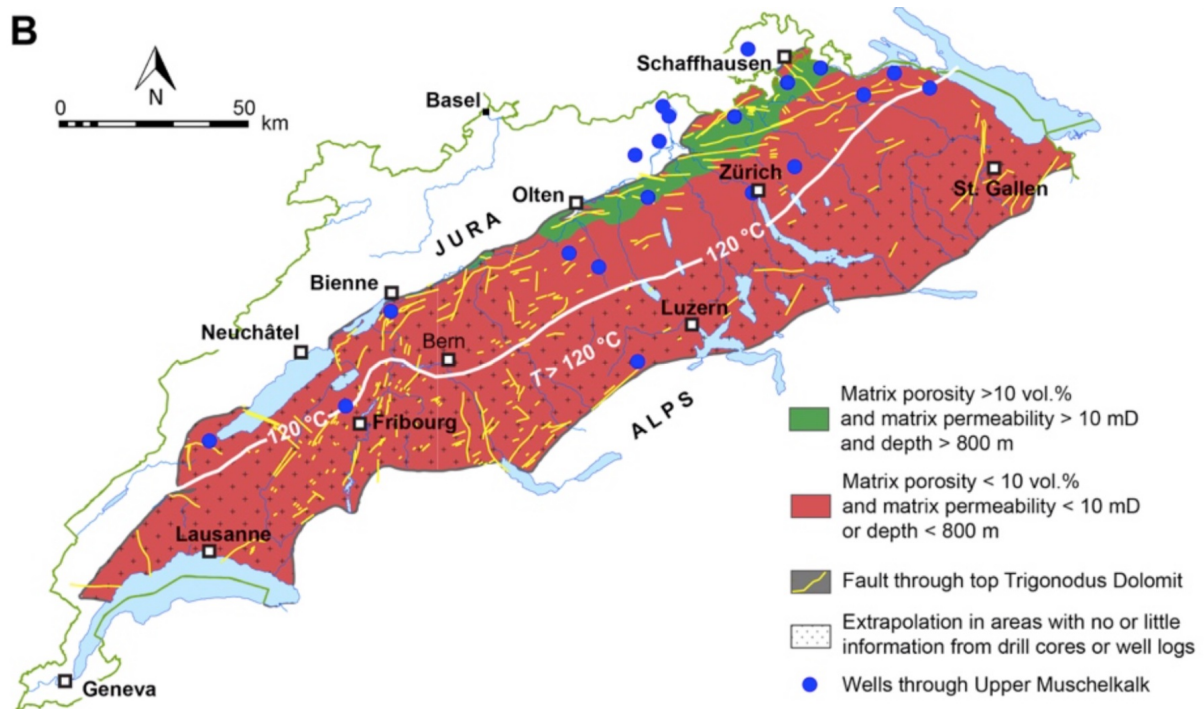 B
N
0 50
km
Schaffhausen
Basel
Zürich
St. Gallen
Olten
JURA
120 °C
Bienne
Luzern
Neuchâtel
Bern
T > 120 °C
120 °C
Fribourg
ALPS
Lausanne
Geneva
Matrix porosity >10 vol.%
and matrix permeability > 10 mD
and depth > 800 m
Matrix porosity < 10 vol.%
and matrix permeability < 10 mD
or depth < 800 m
Fault through top Trigonodus Dolomit
Extrapolation in areas with no or little
information from drill cores or well logs
Wells through Upper Muschelkalk